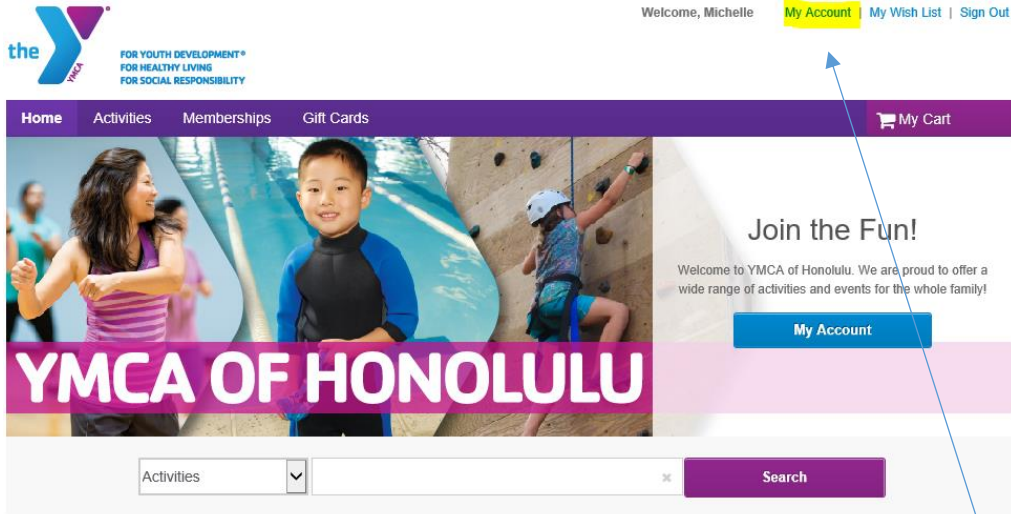 Welcome, Michelle My Account | My Wish List | Sign Out
the
YMCA
FOR YOUTH DEVELOPMENT®
FOR HEALTHY LIVING
FOR SOCIAL RESPONSIBILITY
Home Activities Memberships Gift Cards My Cart
Join the Fun!
Welcome to YMCA of Honolulu. We are proud to offer a
wide range of activities and events for the whole family!
My Account
YMCA OF HONOLULU
Activities Search